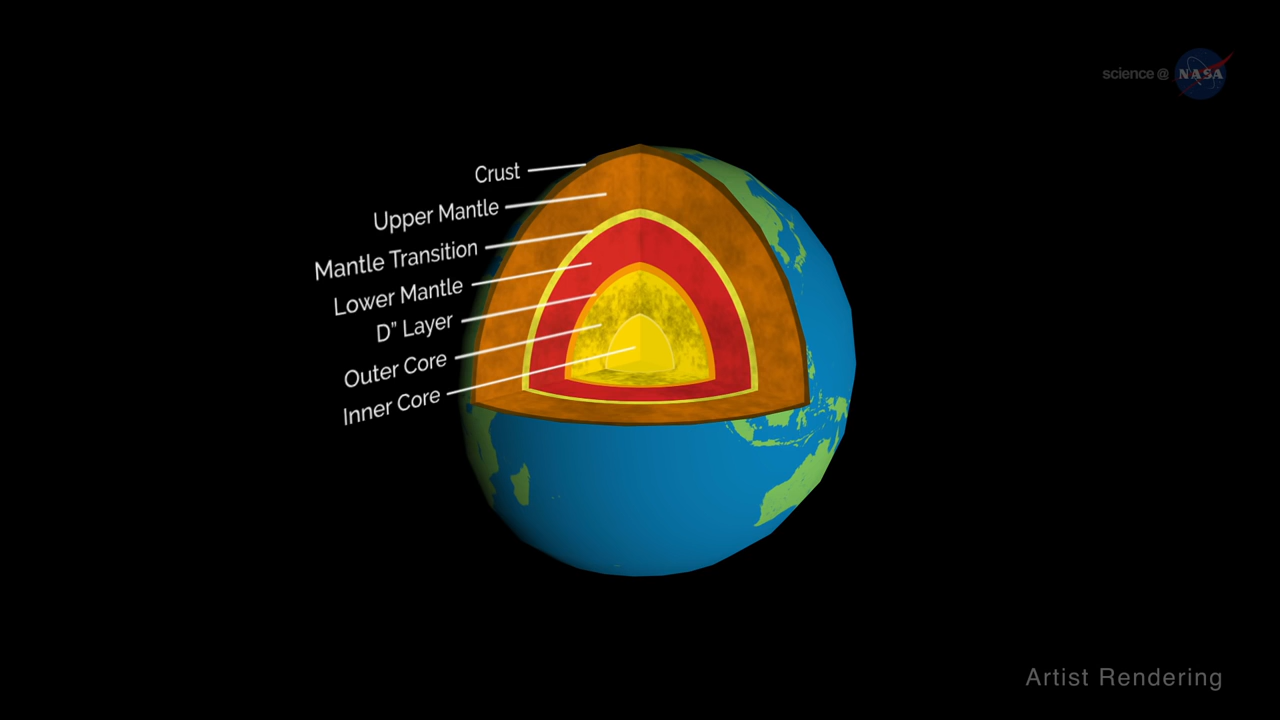 science@ NASA
Crust
Upper Mantle
Mantle Transition
Lower Mantle
D” Layer
Outer Core
Inner Core
Artist Rendering